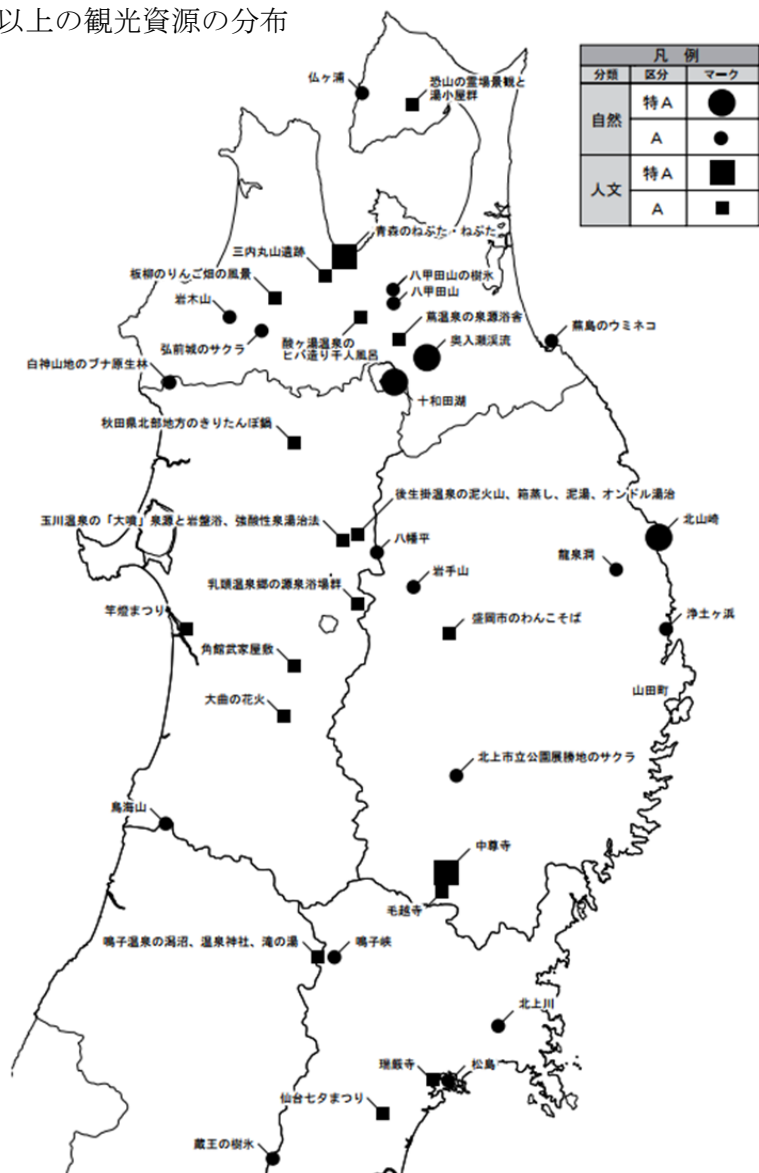 以上の観光資源の分布
凡 例
分類 区分 マーク
自然 特A
A
人文 特A
A
仏ヶ浦
恐山の霊場景観と
湯小屋群
青森のねぶた・ねぷた
三内丸山遺跡
板柳のりんご畑の風景
八甲田山の樹氷
八甲田山
岩木山
蔦温泉の泉源浴舎
蕪島のウミネコ
弘前城のサクラ
酸ヶ湯温泉の
ヒバ造り千人風呂
奥入瀬渓流
白神山地のブナ原生林
十和田湖
秋田県北部地方のきりたんぽ鍋
後生掛温泉の泥火山、箱蒸し、泥湯、オンドル湯治
玉川温泉の「大噴」泉源と岩盤浴、強酸性泉湯治法
北山崎
八幡平
龍泉洞
岩手山
乳頭温泉郷の源泉浴場群
竿燈まつり
盛岡市のわんこそば
浄土ヶ浜
角館武家屋敷
山田町
大曲の花火
北上市立公園展勝地のサクラ
鳥海山
中尊寺
毛越寺
鳴子温泉の潟沼、温泉神社、滝の湯
鳴子峡
北上川
瑞巌寺
松島
仙台七夕まつり
蔵王の樹氷